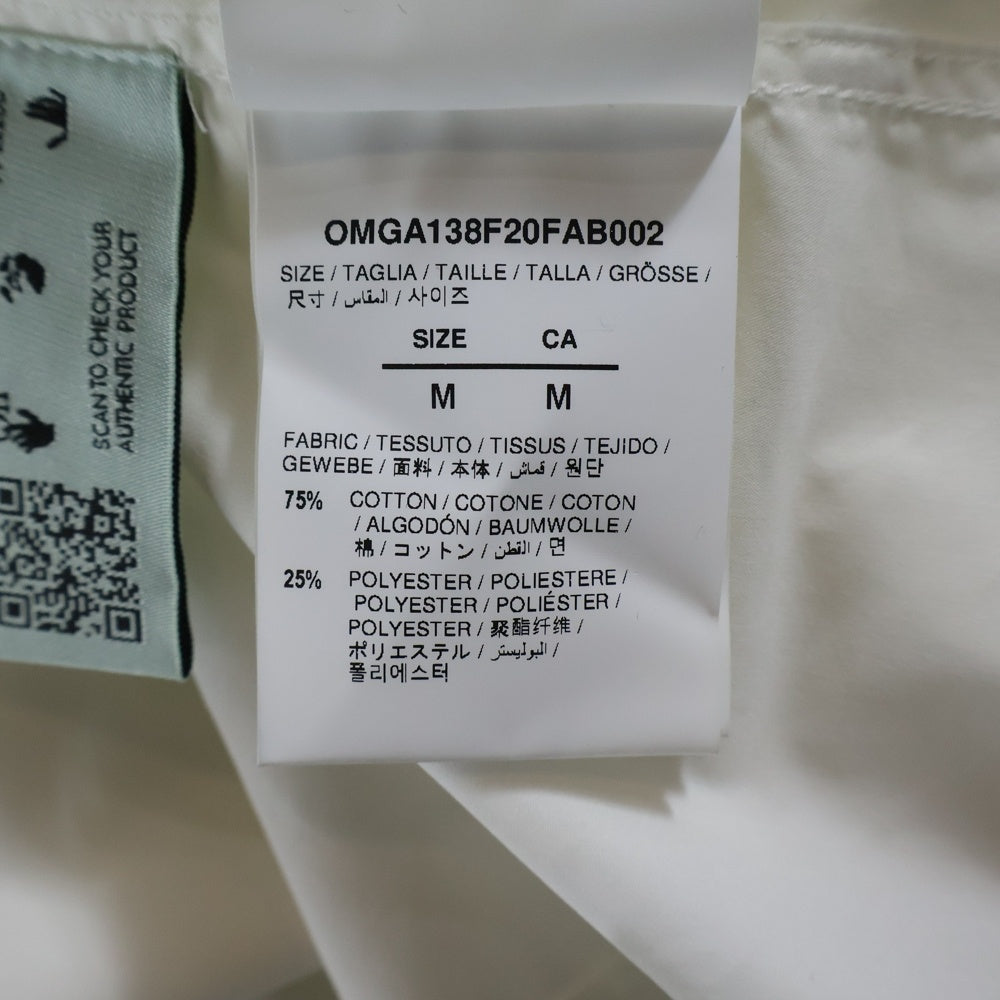 SCAN TO CHECK YOUR
AUTHENTIC PRODUCT
OMGA138F20FAB002
SIZE / TAGLIA / TAILLE / TALLA / GRÖSSE /
尺寸 / المقاس / 사이즈
SIZE CA
M M
FABRIC / TESSUTO / TISSUS / TEJIDO /
GEWEBE / 面料 / 本体 / قماش / 원단
75% COTTON / COTONE / COTON
/ ALGODÓN / BAUMWOLLE /
棉 / コットン / القطن / 면
25% POLYESTER / POLIESTERE /
POLYESTER / POLIÉSTER /
POLYESTER / 聚酯纤维 /
ポリエステル / البوليستر /
폴리에스터